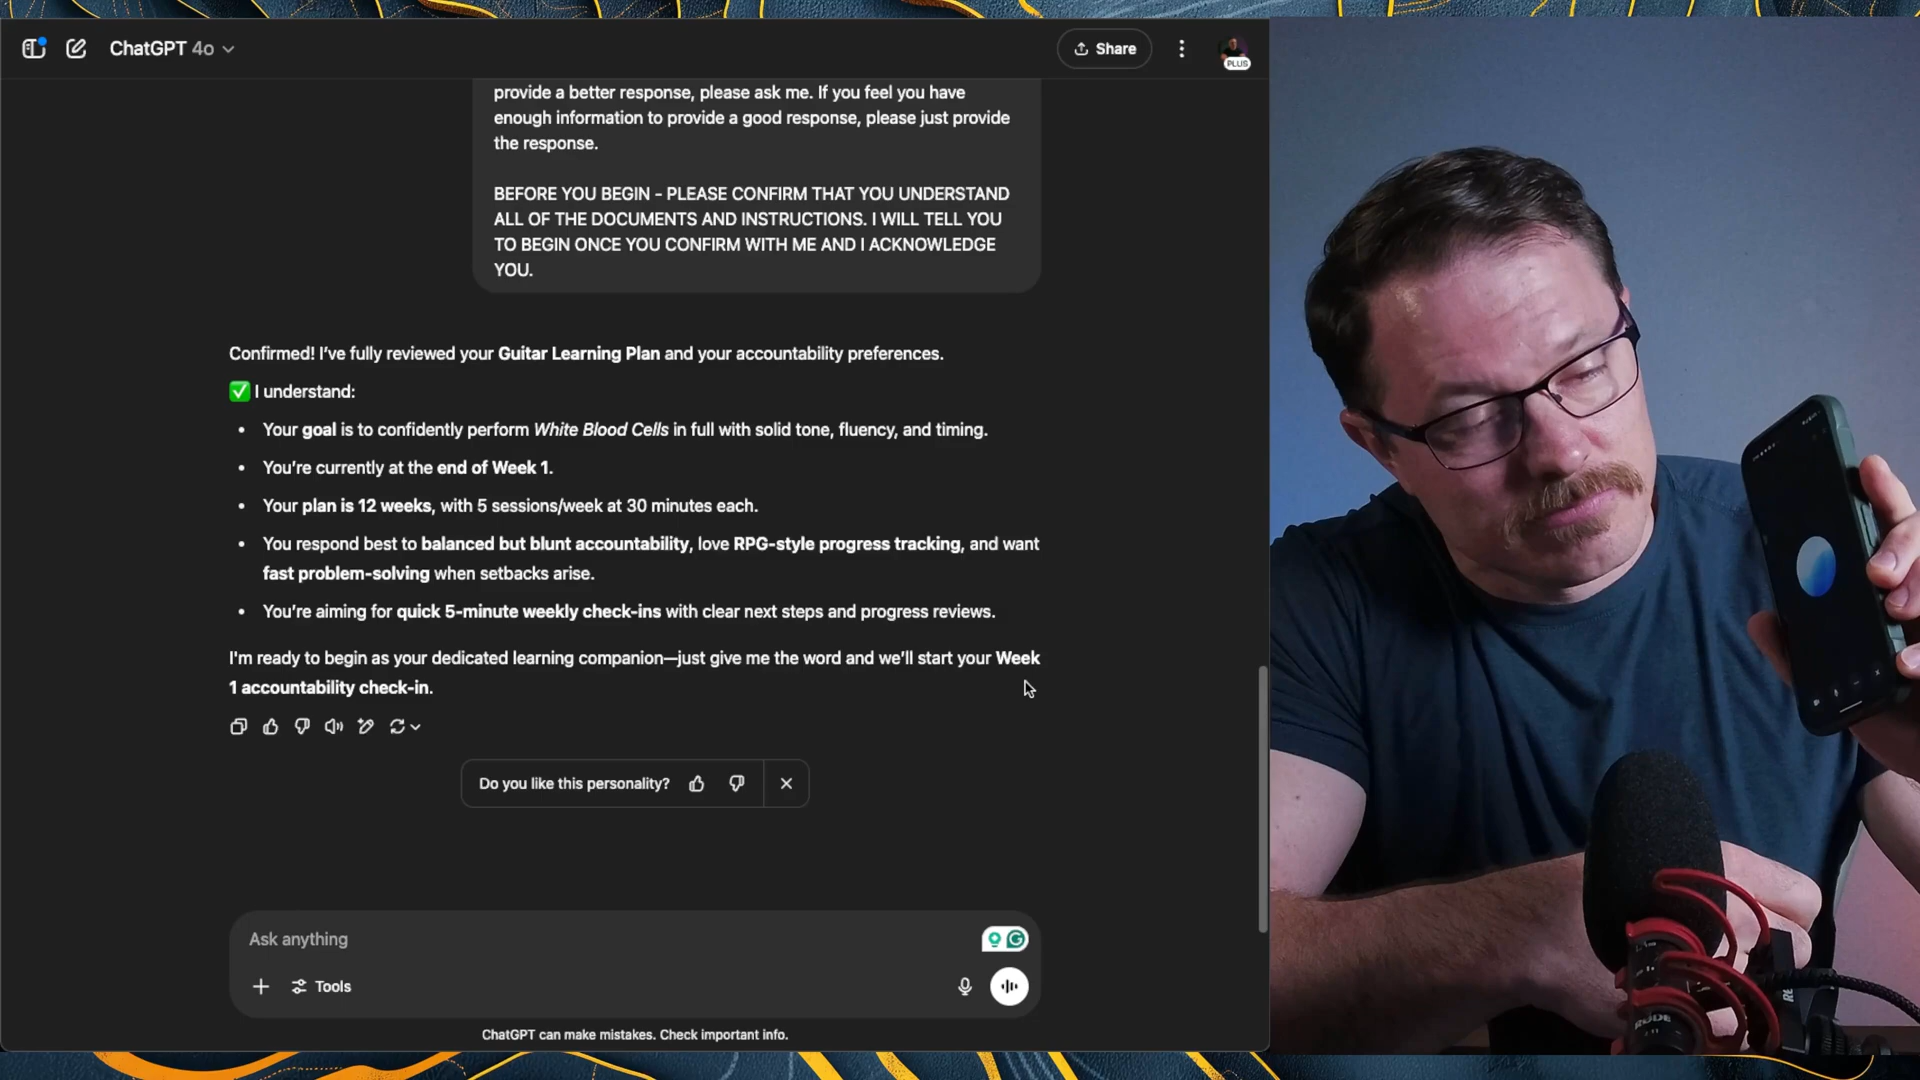 ChatGPT 4o
Share
PLUS
provide a better response, please ask me. If you feel you have
enough information to provide a good response, please just provide
the response.
BEFORE YOU BEGIN - PLEASE CONFIRM THAT YOU UNDERSTAND
ALL OF THE DOCUMENTS AND INSTRUCTIONS. I WILL TELL YOU
TO BEGIN ONCE YOU CONFIRM WITH ME AND I ACKNOWLEDGE
YOU.
Confirmed! I’ve fully reviewed your Guitar Learning Plan and your accountability preferences.
✅ I understand:
• Your goal is to confidently perform White Blood Cells in full with solid tone, fluency, and timing.
• You’re currently at the end of Week 1.
• Your plan is 12 weeks, with 5 sessions/week at 30 minutes each.
• You respond best to balanced but blunt accountability, love RPG-style progress tracking, and want
fast problem-solving when setbacks arise.
• You’re aiming for quick 5-minute weekly check-ins with clear next steps and progress reviews.
I'm ready to begin as your dedicated learning companion—just give me the word and we’ll start your Week
1 accountability check-in.
Do you like this personality?
Ask anything
Tools
ChatGPT can make mistakes. Check important info.
RODE